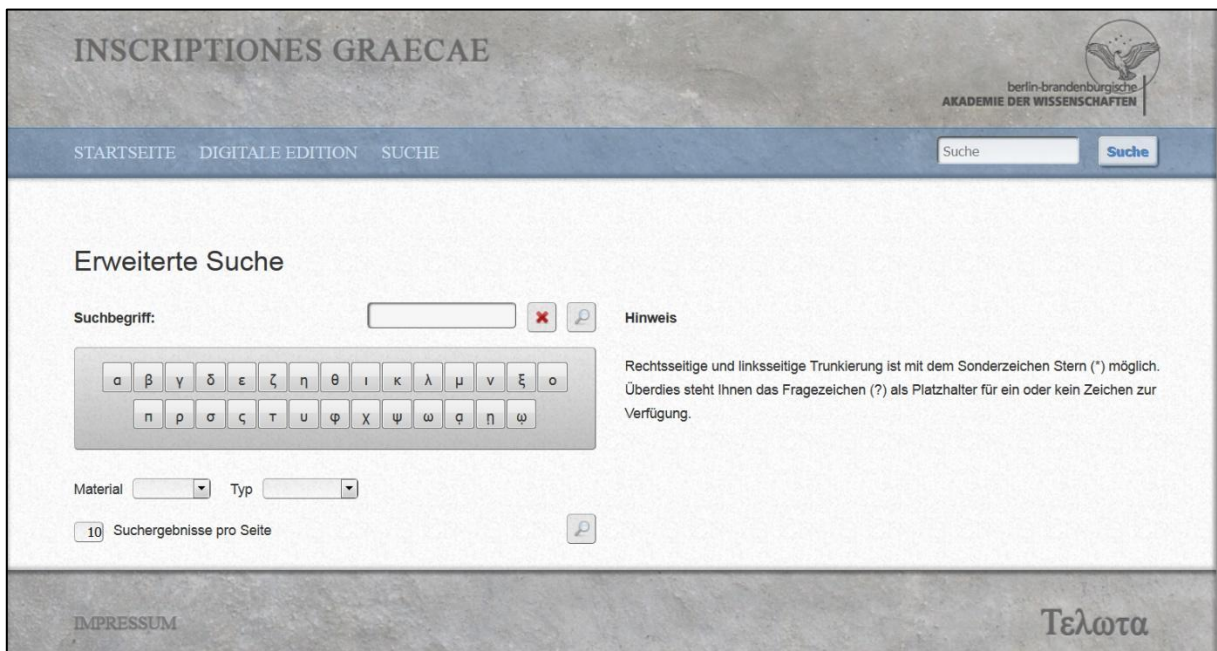 INSCRIPTIONES GRAECAE
berlin-brandenburgische
AKADEMIE DER WISSENSCHAFTEN
STARTSEITE DIGITALE EDITION SUCHE Suche Suche
Erweiterte Suche
Suchbegriff:
α β γ δ ε ζ η θ ι κ λ μ ν ξ ο
π ρ σ ς τ υ φ χ ψ ω ᾳ ῃ ῳ
Material Typ
10 Suchergebnisse pro Seite
Hinweis
Rechtsseitige und linksseitige Trunkierung ist mit dem Sonderzeichen Stern (*) möglich.
Überdies steht Ihnen das Fragezeichen (?) als Platzhalter für ein oder kein Zeichen zur
Verfügung.
IMPRESSUM Τελωτα